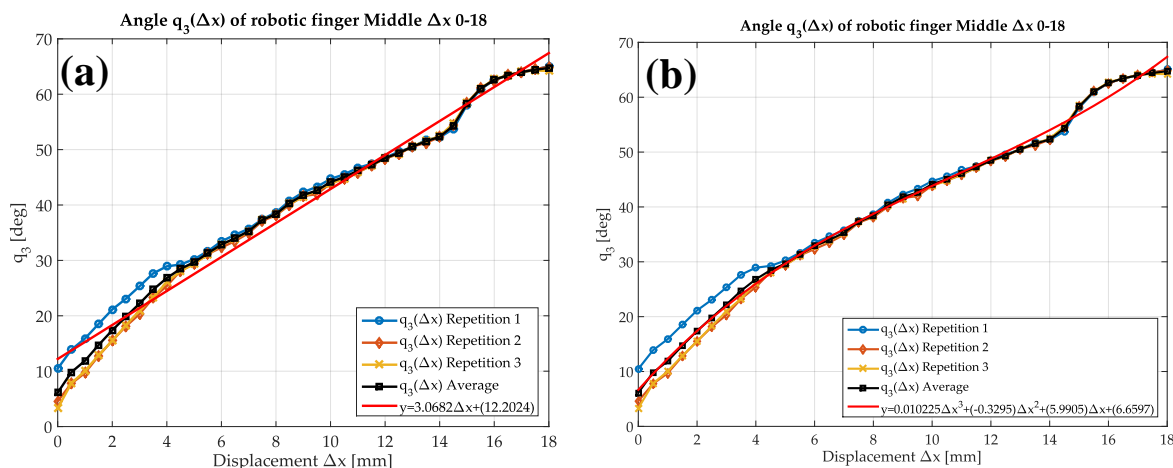 Angle q₃(Δx) of robotic finger Middle Δx 0-18
(a)
70
60
50
40
30
20
10
0
q₃ [deg]
0 2 4 6 8 10 12 14 16 18
Displacement Δx [mm]
q₃(Δx) Repetition 1
q₃(Δx) Repetition 2
q₃(Δx) Repetition 3
q₃(Δx) Average
y=3.0682Δx+(12.2024)
Angle q₃(Δx) of robotic finger Middle Δx 0-18
(b)
70
60
50
40
30
20
10
0
q₃ [deg]
0 2 4 6 8 10 12 14 16 18
Displacement Δx [mm]
q₃(Δx) Repetition 1
q₃(Δx) Repetition 2
q₃(Δx) Repetition 3
q₃(Δx) Average
y=0.010225Δx³+(-0.3295)Δx²+(5.9905)Δx+(6.6597)